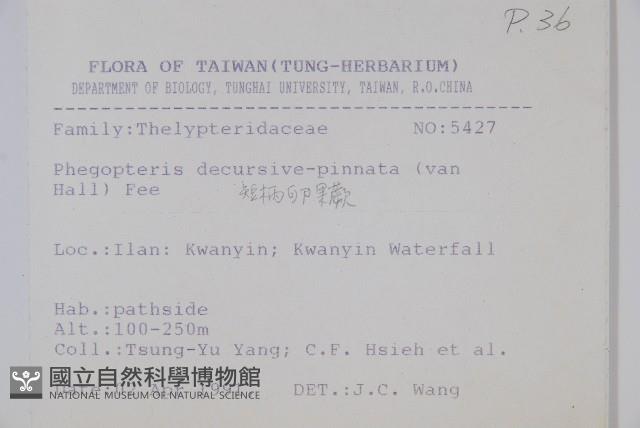 P. 36
FLORA OF TAIWAN(TUNG-HERBARIUM)
DEPARTMENT OF BIOLOGY, TUNGHAI UNIVERSITY, TAIWAN, R.O.CHINA
Family:Thelypteridaceae NO:5427
Phegopteris decursive-pinnata (van
Hall) Fee 短柄卵果蕨
Loc.:Ilan: Kwanyin; Kwanyin Waterfall
Hab.:pathside
Alt.:100-250m
Coll.:Tsung-Yu Yang; C.F. Hsieh et al.
DET.:J.C. Wang
國立自然科學博物館
NATIONAL MUSEUM OF NATURAL SCIENCE